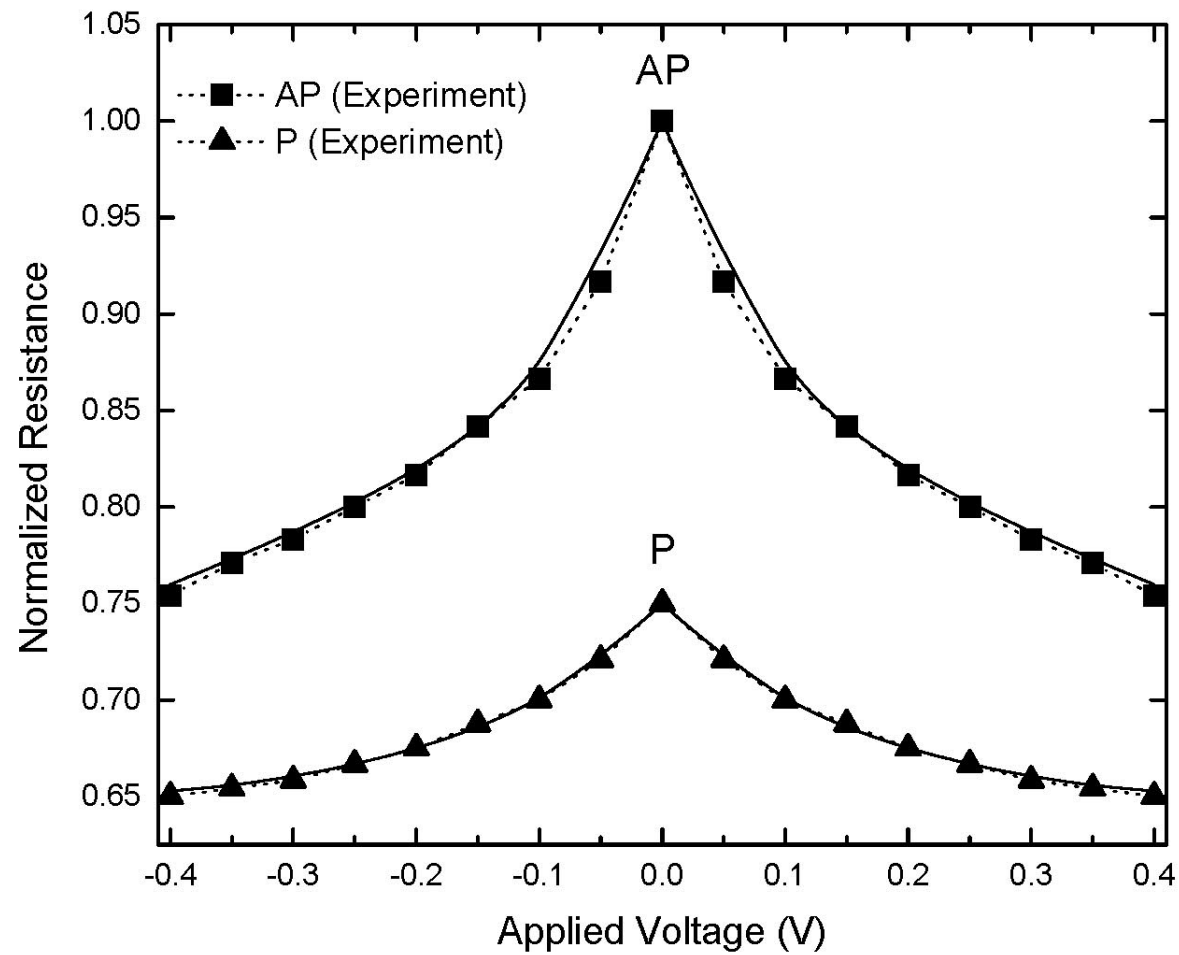 1.05
AP
AP (Experiment)
1.00
P (Experiment)
0.95
0.90
Normalized Resistance
0.85
0.80
P
0.75
0.70
0.65
-0.4 -0.3 -0.2 -0.1 0.0 0.1 0.2 0.3 0.4
Applied Voltage (V)